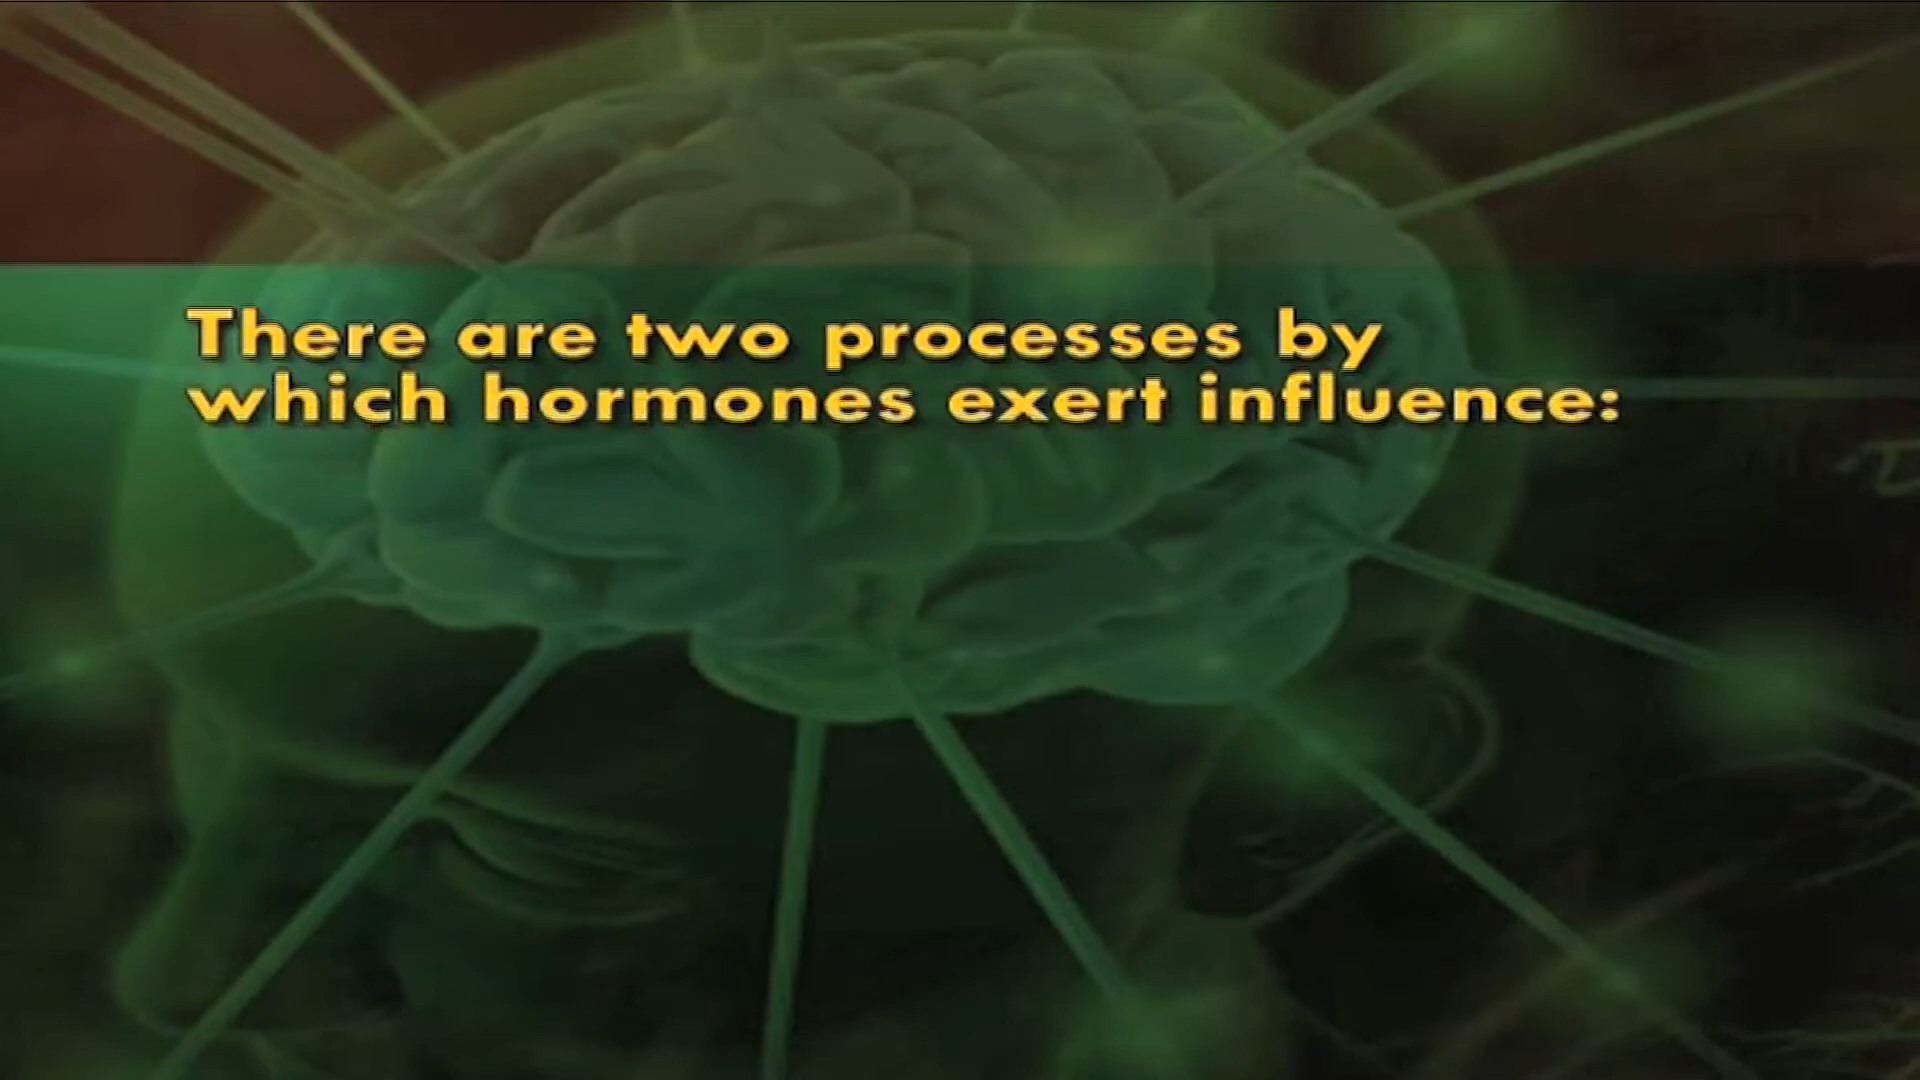 There are two processes by
which hormones exert influence: